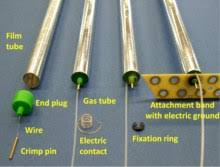 Film
tube
End plug
Gas tube
Attachment band
with electric ground
Wire
Electric
contact
Fixation ring
Crimp pin